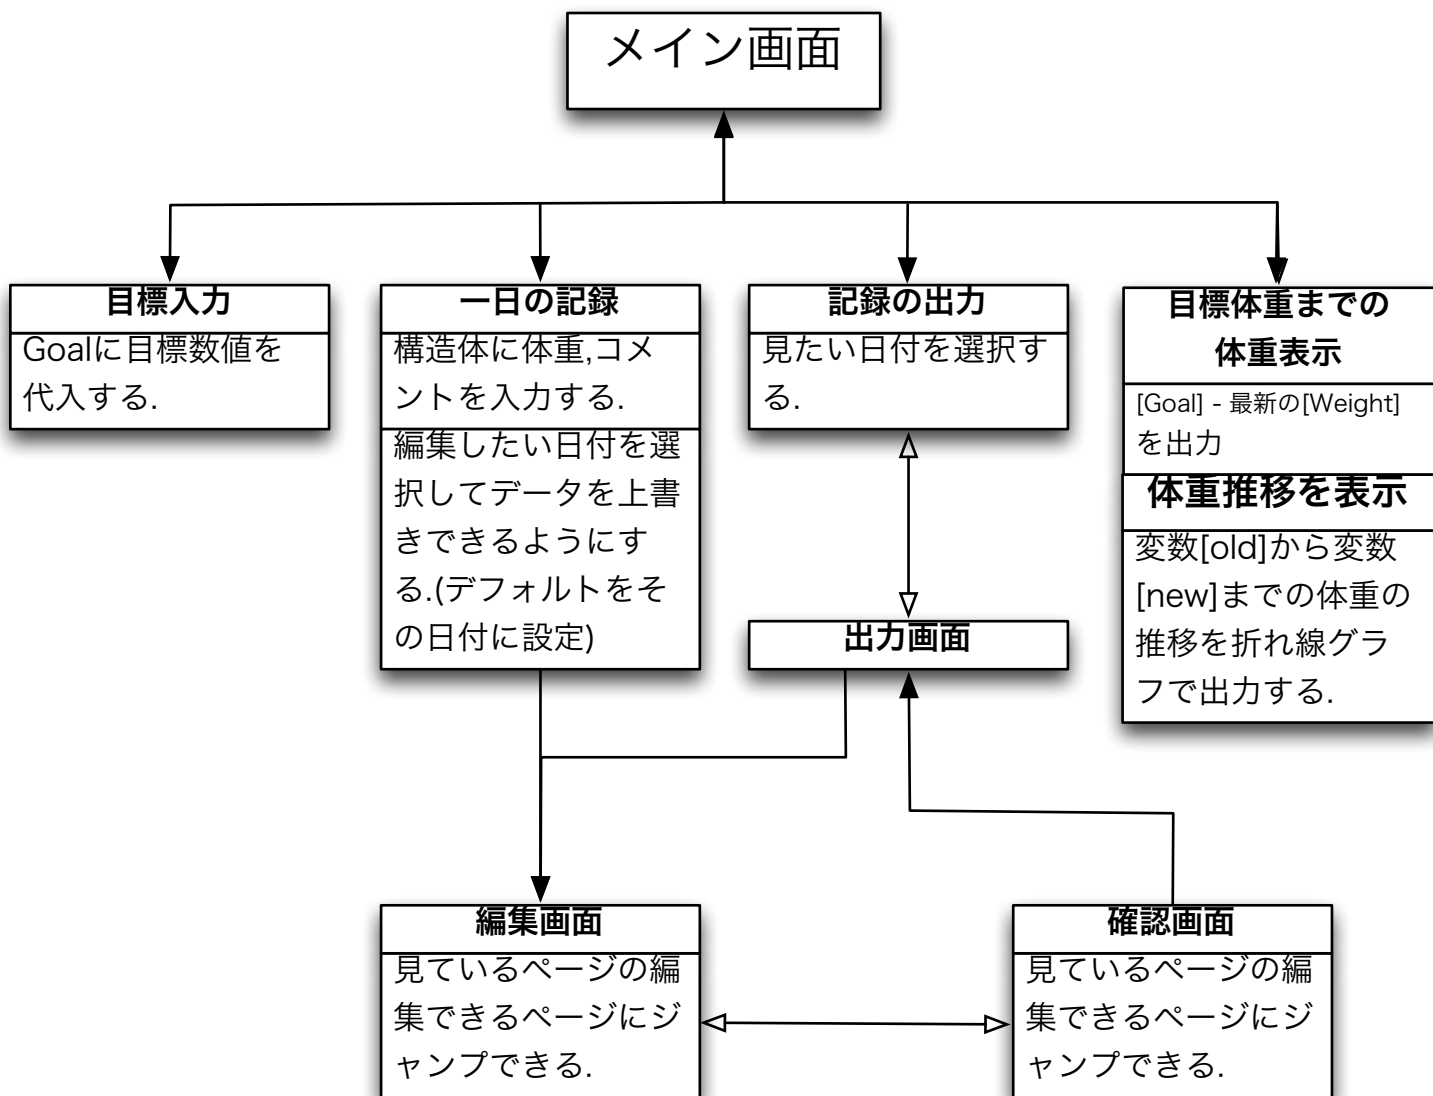 メイン画面
目標入力
Goalに目標数値を
代入する.
一日の記録
構造体に体重,コメ
ントを入力する.
編集したい日付を選
択してデータを上書
きできるようにす
る.(デフォルトをそ
の日付に設定)
記録の出力
見たい日付を選択す
る.
目標体重までの
体重表示
[Goal] - 最新の[Weight]
を出力
体重推移を表示
変数[old]から変数
[new]までの体重の
推移を折れ線グラ
フで出力する.
出力画面
編集画面
見ているページの編
集できるページにジ
ャンプできる.
確認画面
見ているページの編
集できるページにジ
ャンプできる.